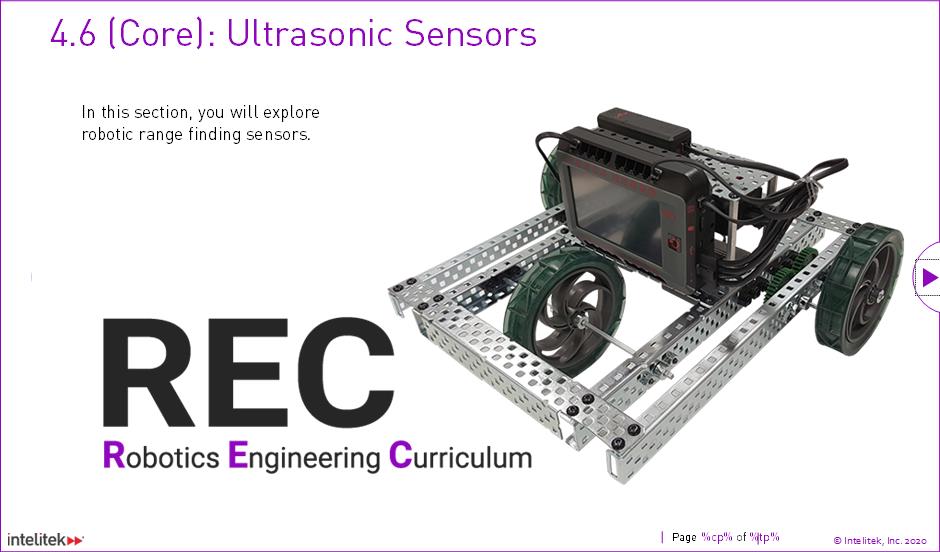 4.6 (Core): Ultrasonic Sensors
In this section, you will explore
robotic range finding sensors.
REC
Robotics Engineering Curriculum
intelitek
Page %cp% of %tp%
© Intelitek, Inc. 2020